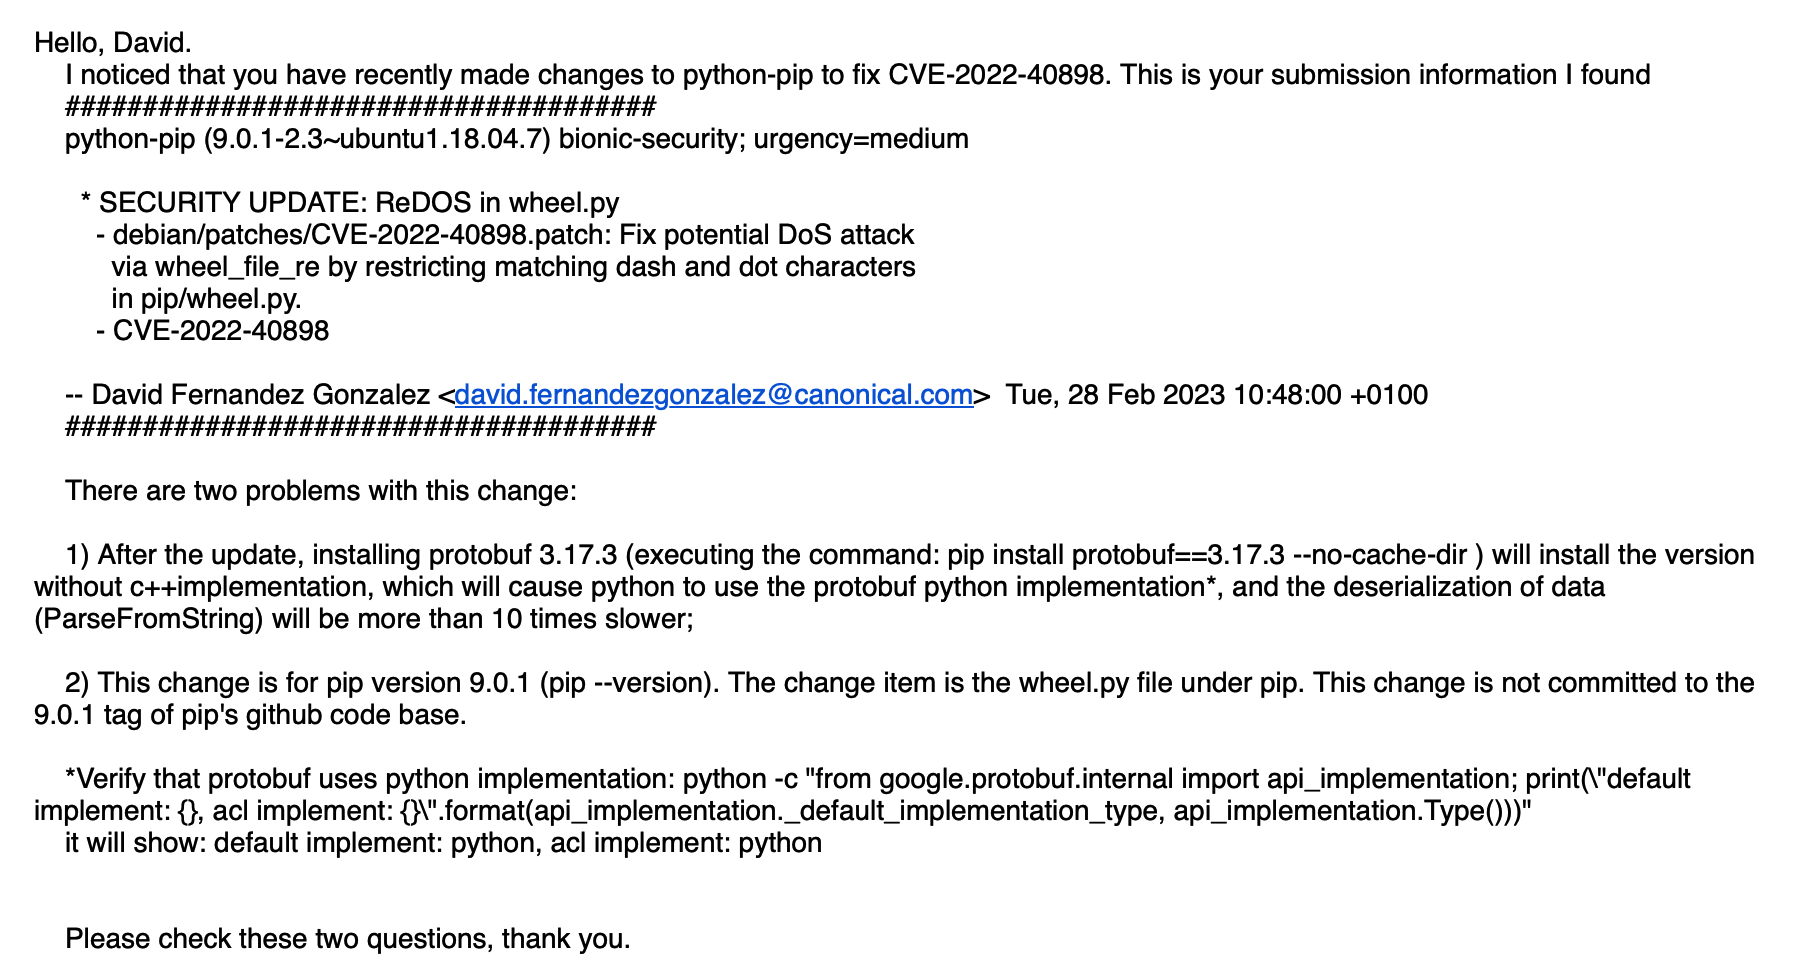 Hello, David.
I noticed that you have recently made changes to python-pip to fix CVE-2022-40898. This is your submission information I found
######################################
python-pip (9.0.1-2.3~ubuntu1.18.04.7) bionic-security; urgency=medium
* SECURITY UPDATE: ReDOS in wheel.py
- debian/patches/CVE-2022-40898.patch: Fix potential DoS attack
via wheel_file_re by restricting matching dash and dot characters
in pip/wheel.py.
- CVE-2022-40898
-- David Fernandez Gonzalez <david.fernandezgonzalez@canonical.com>  Tue, 28 Feb 2023 10:48:00 +0100
######################################
There are two problems with this change:
1) After the update, installing protobuf 3.17.3 (executing the command: pip install protobuf==3.17.3 --no-cache-dir ) will install the version
without c++implementation, which will cause python to use the protobuf python implementation*, and the deserialization of data
(ParseFromString) will be more than 10 times slower;
2) This change is for pip version 9.0.1 (pip --version). The change item is the wheel.py file under pip. This change is not committed to the
9.0.1 tag of pip's github code base.
*Verify that protobuf uses python implementation: python -c "from google.protobuf.internal import api_implementation; print(\"default
implement: {}, acl implement: {}\".format(api_implementation._default_implementation_type, api_implementation.Type()))"
it will show: default implement: python, acl implement: python
Please check these two questions, thank you.